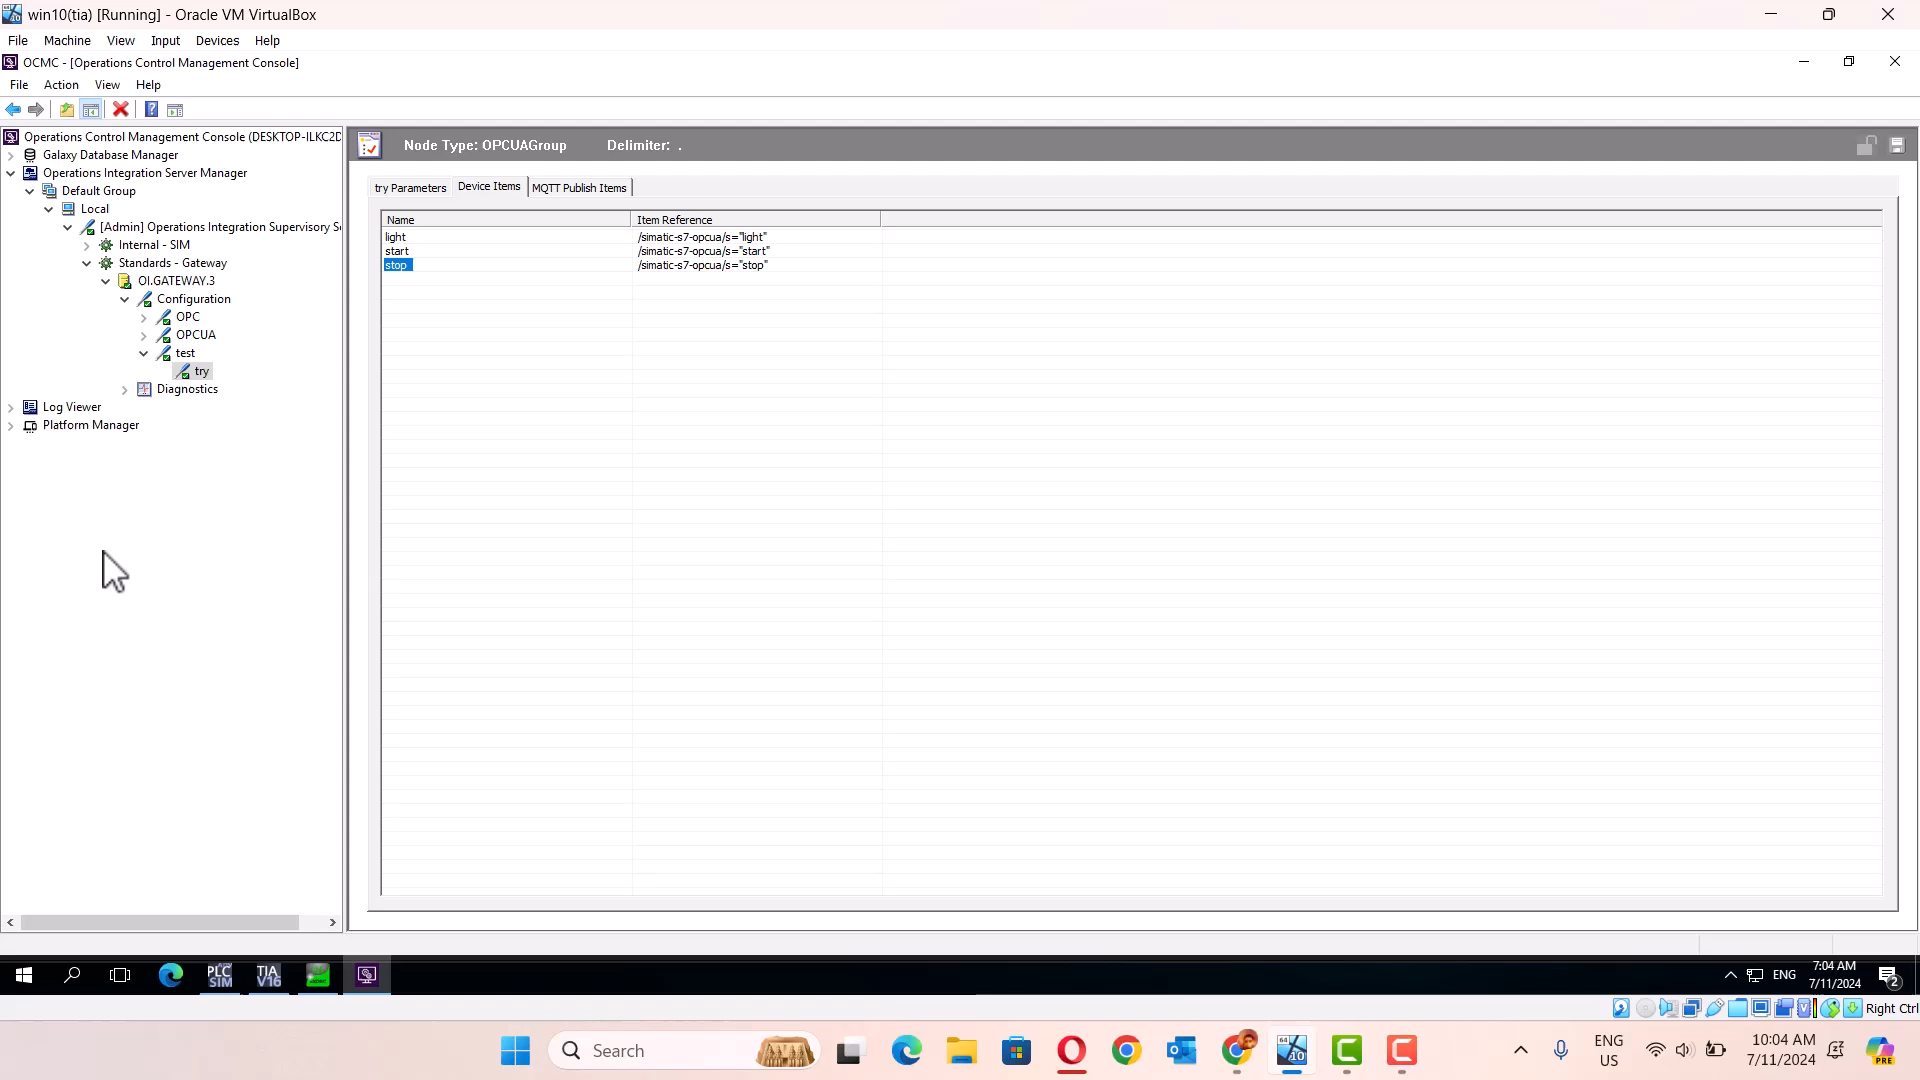 win10(tia) [Running] - Oracle VM VirtualBox
File Machine View Input Devices Help
OCMC - [Operations Control Management Console]
File Action View Help
Operations Control Management Console (DESKTOP-ILKC2D
Galaxy Database Manager
Operations Integration Server Manager
Default Group
Local
[Admin] Operations Integration Supervisory Se
Internal - SIM
Standards - Gateway
OI.GATEWAY.3
Configuration
OPC
OPCUA
test
try
Diagnostics
Log Viewer
Platform Manager
Node Type: OPCUAGroup Delimiter: .
try Parameters Device Items MQTT Publish Items
Name Item Reference
light /simatic-s7-opcua/s="light"
start /simatic-s7-opcua/s="start"
stop /simatic-s7-opcua/s="stop"
PLC SIM
TIA V16
ENG
7:04 AM
7/11/2024
2
Right Ctrl
Search
64
10
ENG
US
10:04 AM
7/11/2024
PRE